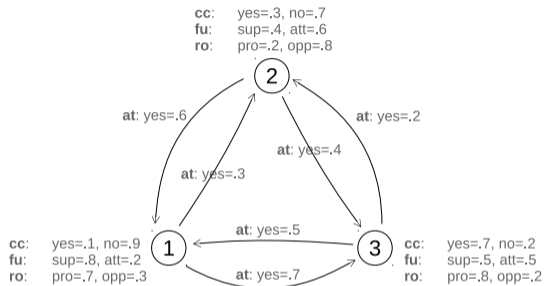 cc: yes=.3, no=.7
fu: sup=.4, att=.6
ro: pro=.2, opp=.8
2
at: yes=.6
at: yes=.2
at: yes=.4
at: yes=.3
at: yes=.5
cc: yes=.1, no=.9
fu: sup=.8, att=.2
ro: pro=.7, opp=.3
1
3
cc: yes=.7, no=.2
fu: sup=.5, att=.5
ro: pro=.8, opp=.2
at: yes=.7